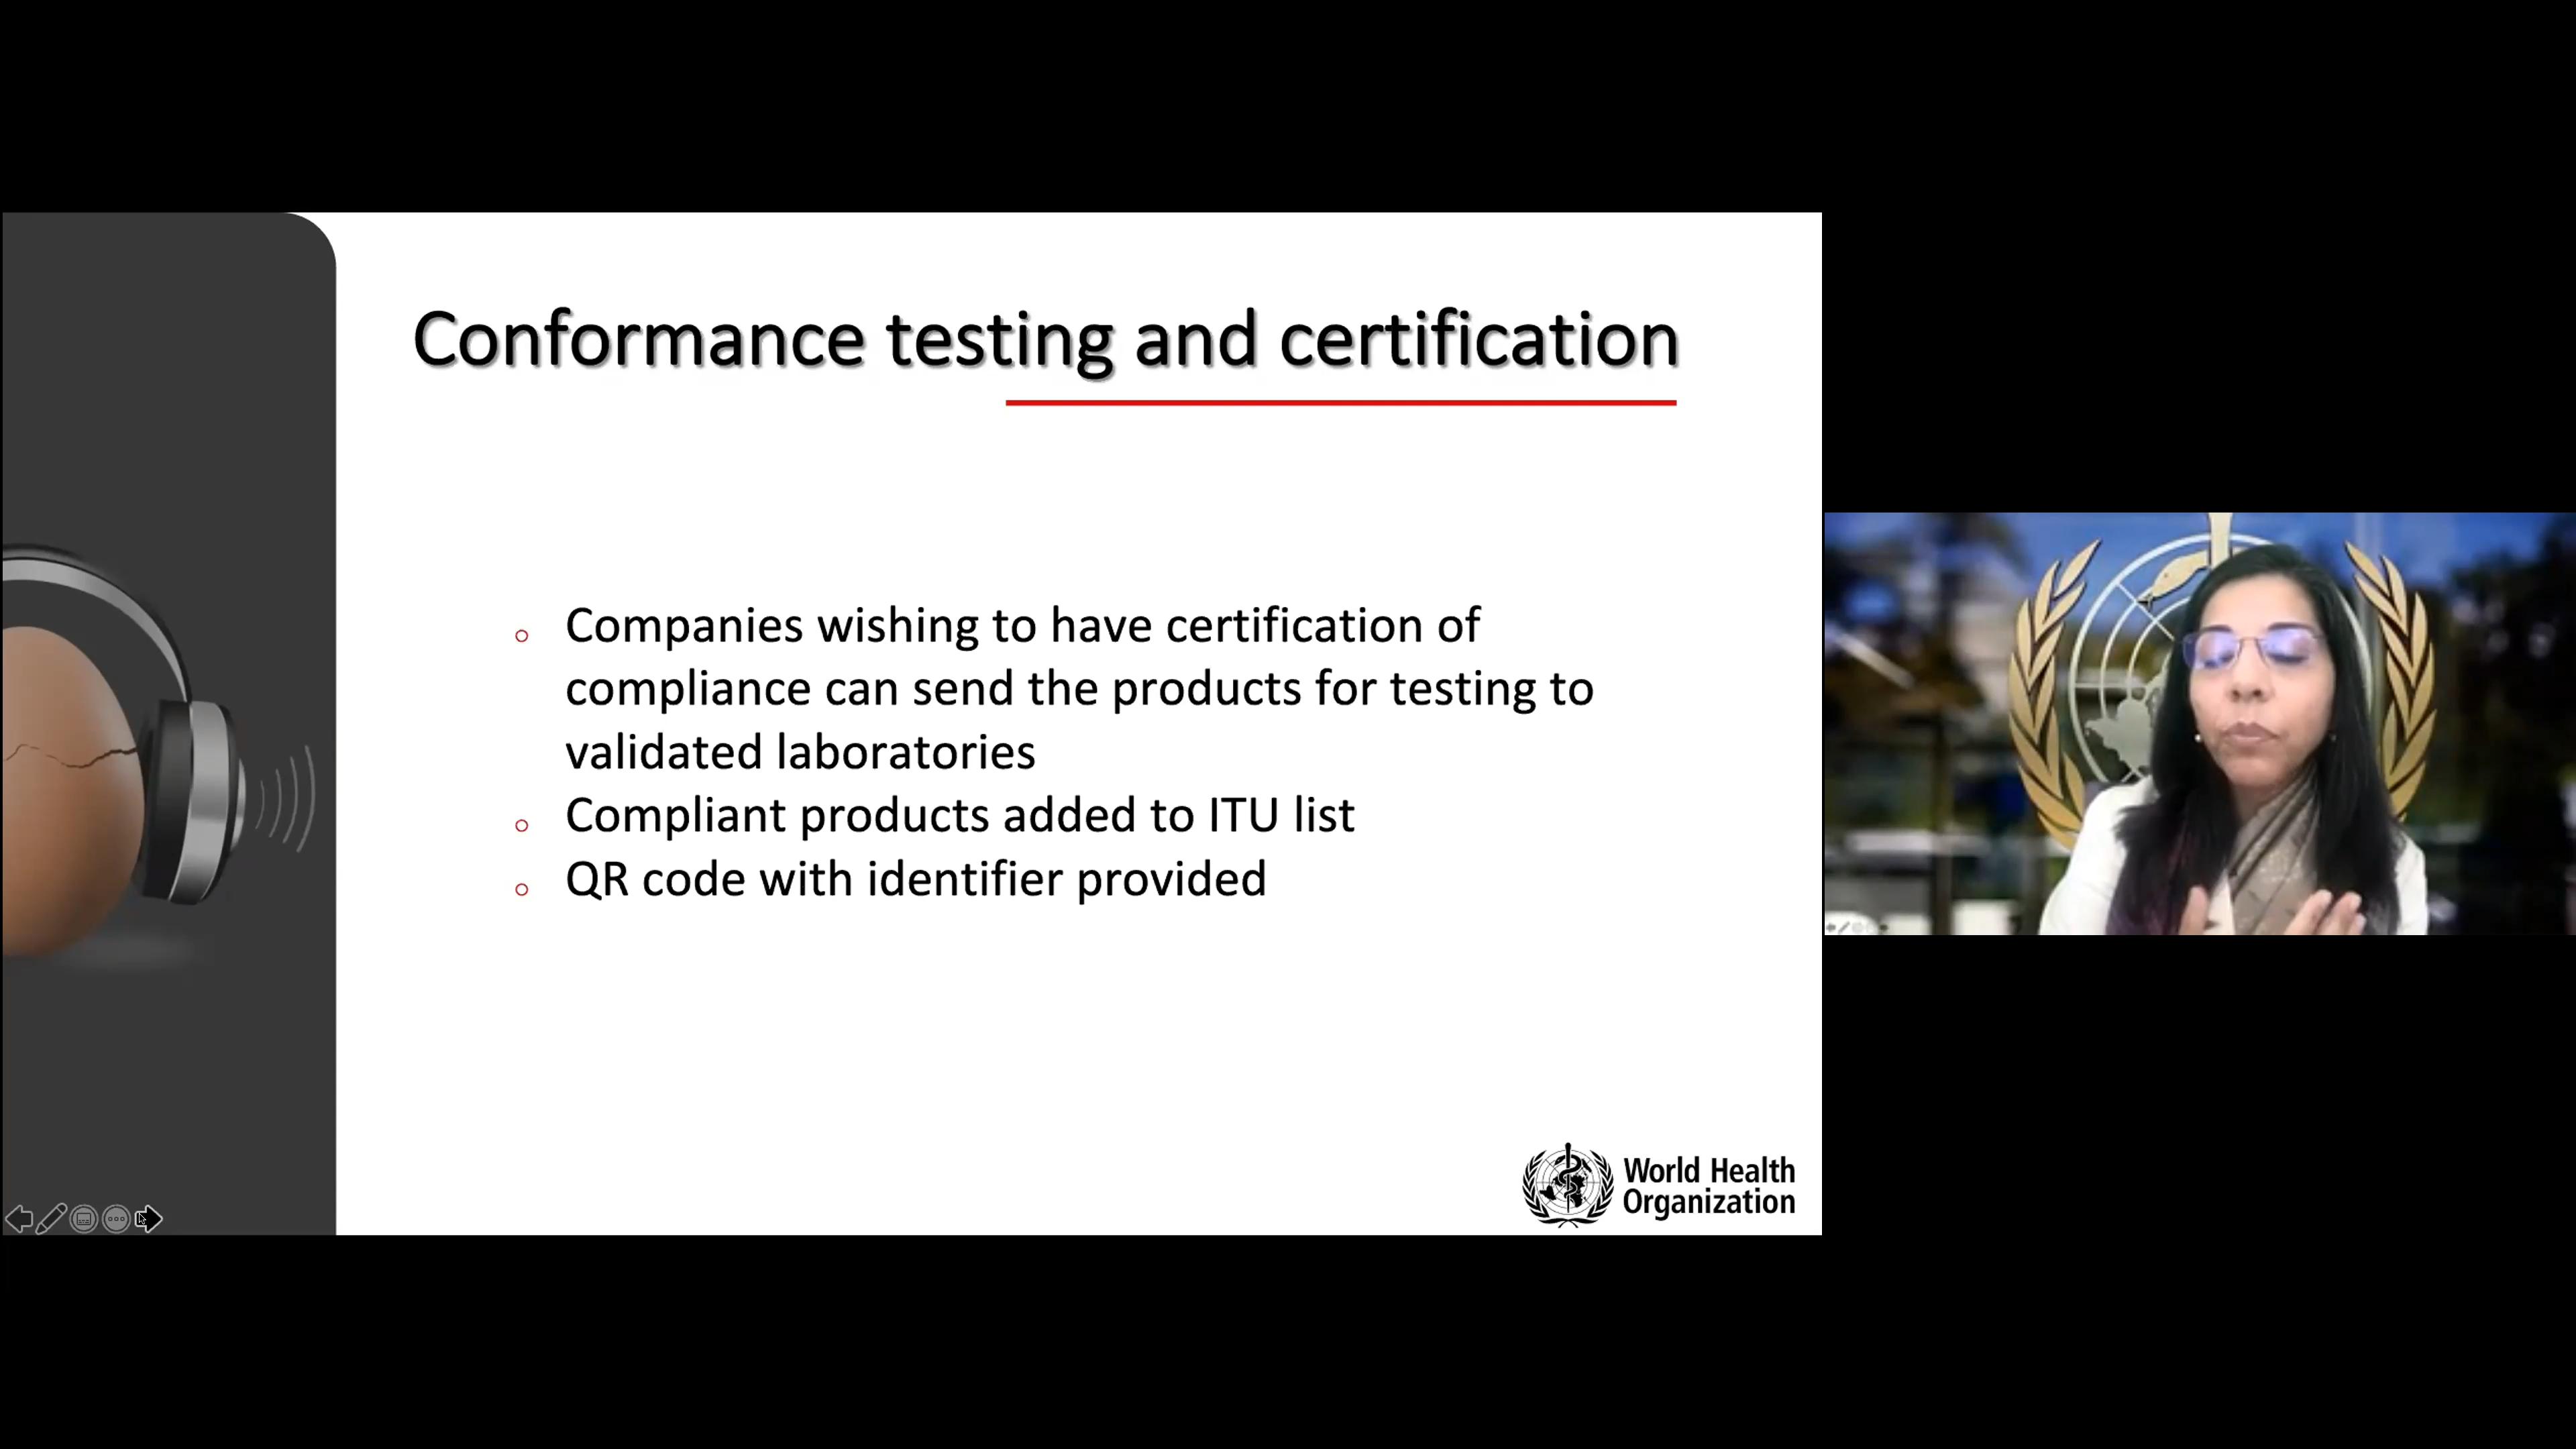 Conformance testing and certification
Companies wishing to have certification of
compliance can send the products for testing to
validated laboratories
Compliant products added to ITU list
QR code with identifier provided
World Health
Organization